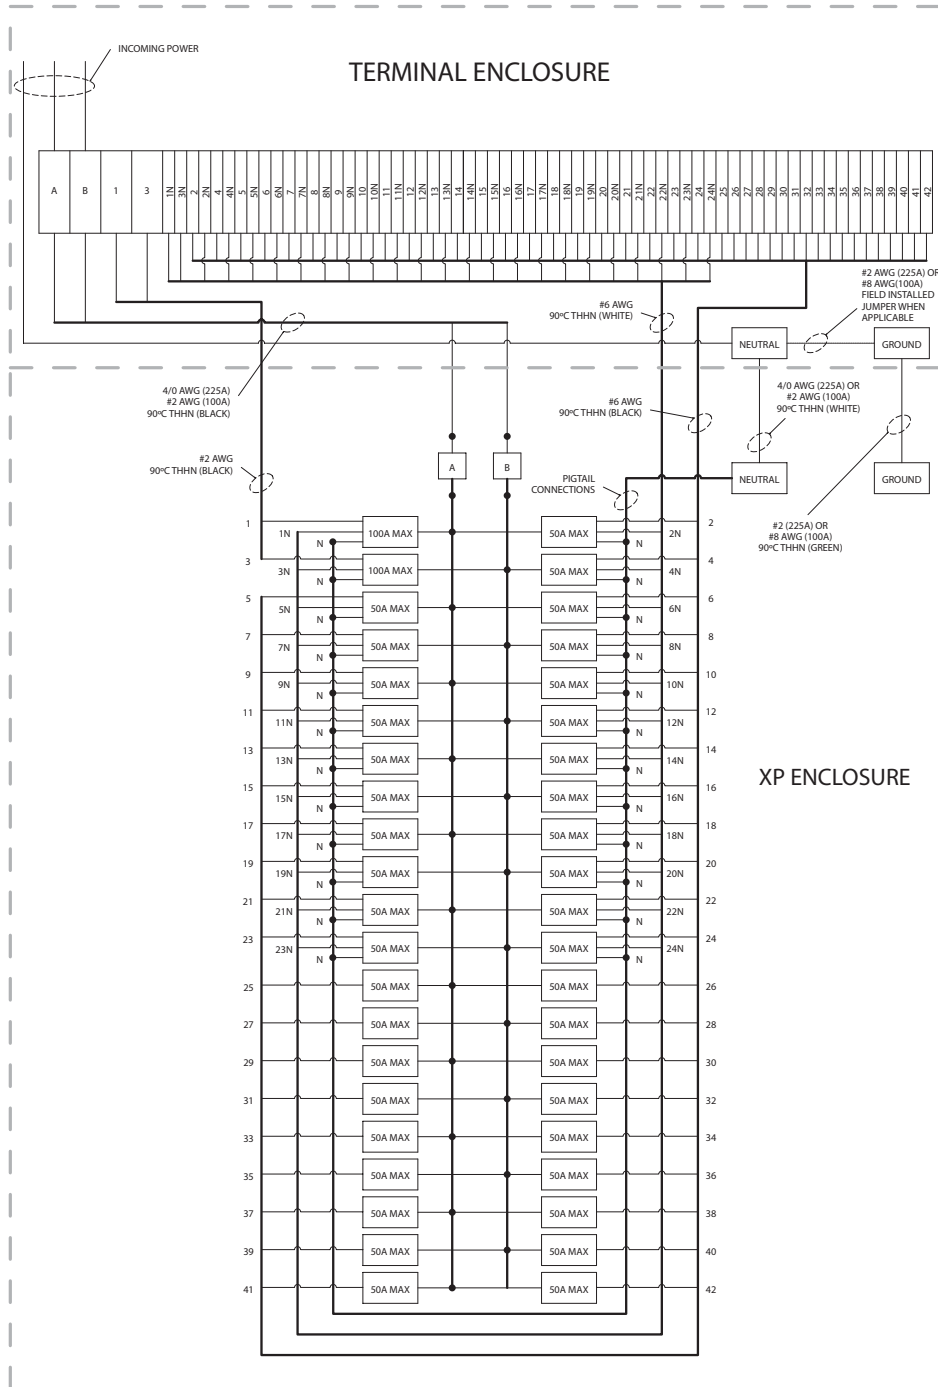 INCOMING POWER
TERMINAL ENCLOSURE
A B 1 3 1N 3N 2 2N 4 4N 5 5N 6 6N 7 7N 8 8N 9 9N 10 10N 11 11N 12 12N 13 13N 14 14N 15 15N 16 16N 17 17N 18 18N 19 19N 20 20N 21 21N 22 22N 23 23N 24 24N 25 26 27 28 29 30 31 32 33 34 35 36 37 38 39 40 41 42
#2 AWG (225A) OR
#8 AWG(100A)
FIELD INSTALLED
JUMPER WHEN
APPLICABLE
#6 AWG
90ºC THHN (WHITE)
NEUTRAL
GROUND
4/0 AWG (225A)
#2 AWG (100A)
90ºC THHN (BLACK)
#6 AWG
90ºC THHN (BLACK)
4/0 AWG (225A) OR
#2 AWG (100A)
90ºC THHN (WHITE)
#2 AWG
90ºC THHN (BLACK)
A
B
PIGTAIL
CONNECTIONS
NEUTRAL
GROUND
#2 (225A) OR
#8 AWG (100A)
90ºC THHN (GREEN)
1 1N N 100A MAX 50A MAX N 2N 2
3 3N N 100A MAX 50A MAX N 4N 4
5 5N N 50A MAX 50A MAX N 6N 6
7 7N N 50A MAX 50A MAX N 8N 8
9 9N N 50A MAX 50A MAX N 10N 10
11 11N N 50A MAX 50A MAX N 12N 12
13 13N N 50A MAX 50A MAX N 14N 14
15 15N N 50A MAX 50A MAX N 16N 16
17 17N N 50A MAX 50A MAX N 18N 18
19 19N N 50A MAX 50A MAX N 20N 20
21 21N N 50A MAX 50A MAX N 22N 22
23 23N N 50A MAX 50A MAX N 24N 24
XP ENCLOSURE
25 50A MAX 50A MAX 26
27 50A MAX 50A MAX 28
29 50A MAX 50A MAX 30
31 50A MAX 50A MAX 32
33 50A MAX 50A MAX 34
35 50A MAX 50A MAX 36
37 50A MAX 50A MAX 38
39 50A MAX 50A MAX 40
41 50A MAX 50A MAX 42